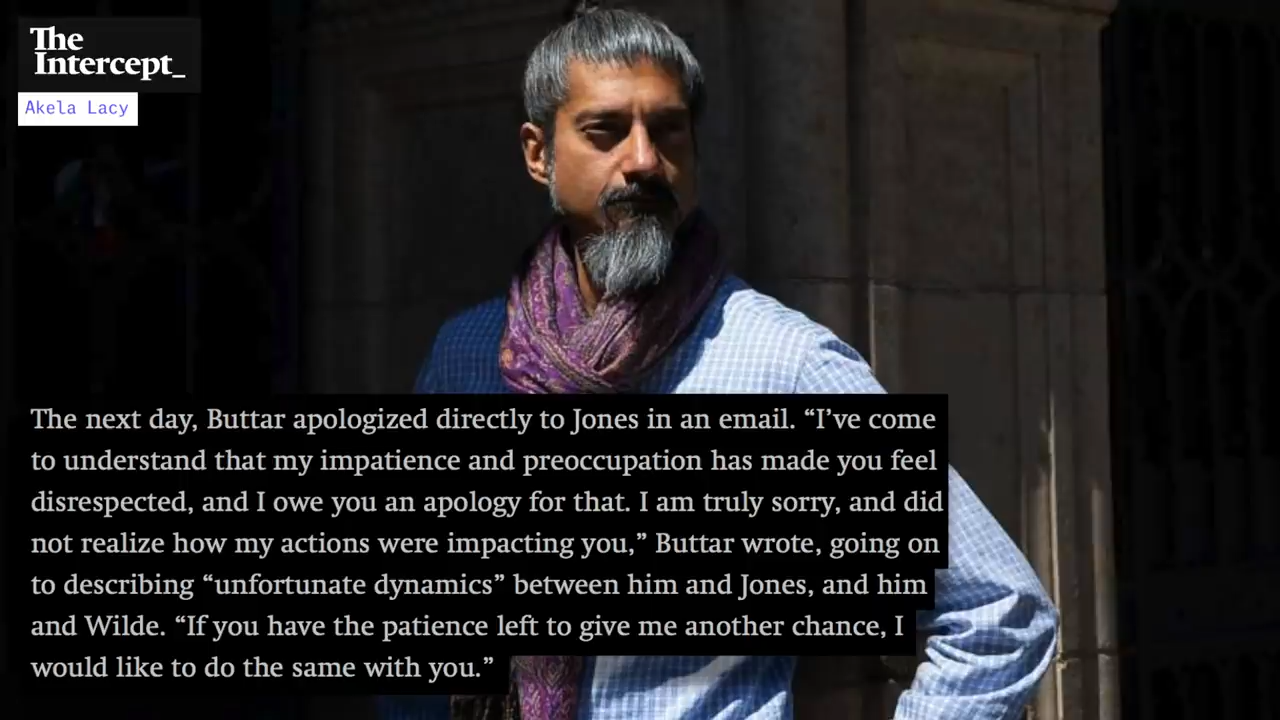 The
Intercept_
Akela Lacy
The next day, Buttar apologized directly to Jones in an email. “I’ve come
to understand that my impatience and preoccupation has made you feel
disrespected, and I owe you an apology for that. I am truly sorry, and did
not realize how my actions were impacting you,” Buttar wrote, going on
to describing “unfortunate dynamics” between him and Jones, and him
and Wilde. “If you have the patience left to give me another chance, I
would like to do the same with you.”